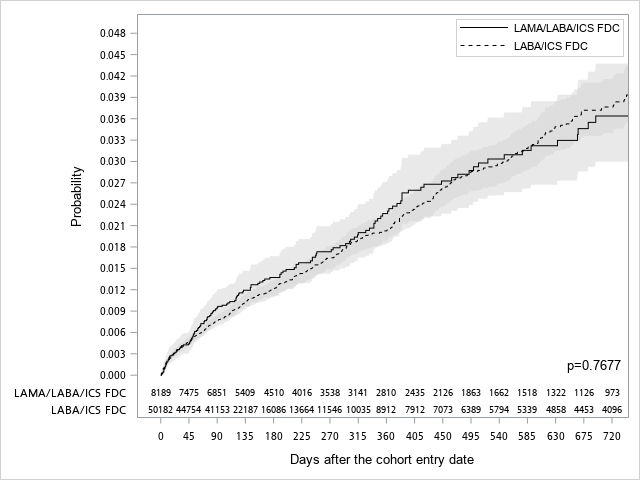 LAMA/LABA/ICS FDC
LABA/ICS FDC
0.048
0.045
0.042
0.039
0.036
0.033
0.030
0.027
0.024
0.021
0.018
0.015
0.012
0.009
0.006
0.003
0.000
Probability
p=0.7677
LAMA/LABA/ICS FDC 8189 7475 6851 5409 4510 4016 3538 3141 2810 2435 2126 1863 1662 1518 1322 1126 973
LABA/ICS FDC 50182 44754 41153 22187 16086 13664 11546 10035 8912 7912 7073 6389 5794 5339 4858 4453 4096
0 45 90 135 180 225 270 315 360 405 450 495 540 585 630 675 720
Days after the cohort entry date